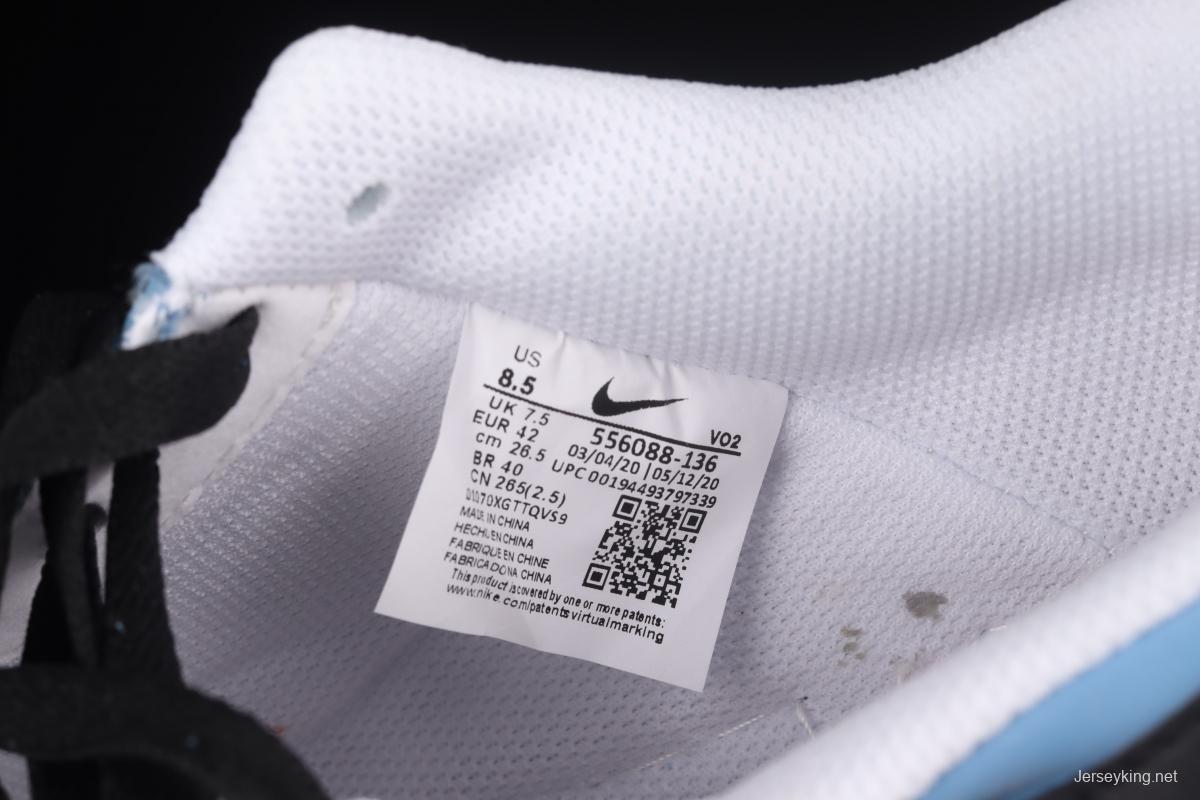 US
8.5
VO2
UK 7.5
EUR 42
cm 26.5
BR 40
CN 265(2.5)
556088-136
03/04/20 | 05/12/20
UPC 00194493797339
01070XGTTQVS9
MADE IN CHINA
HECHO EN CHINA
FABRIQUE EN CHINE
FABRICADO NA CHINA
This product is covered by one or more patents:
www.nike.com/patentsvirtualmarking
Jerseyking.net